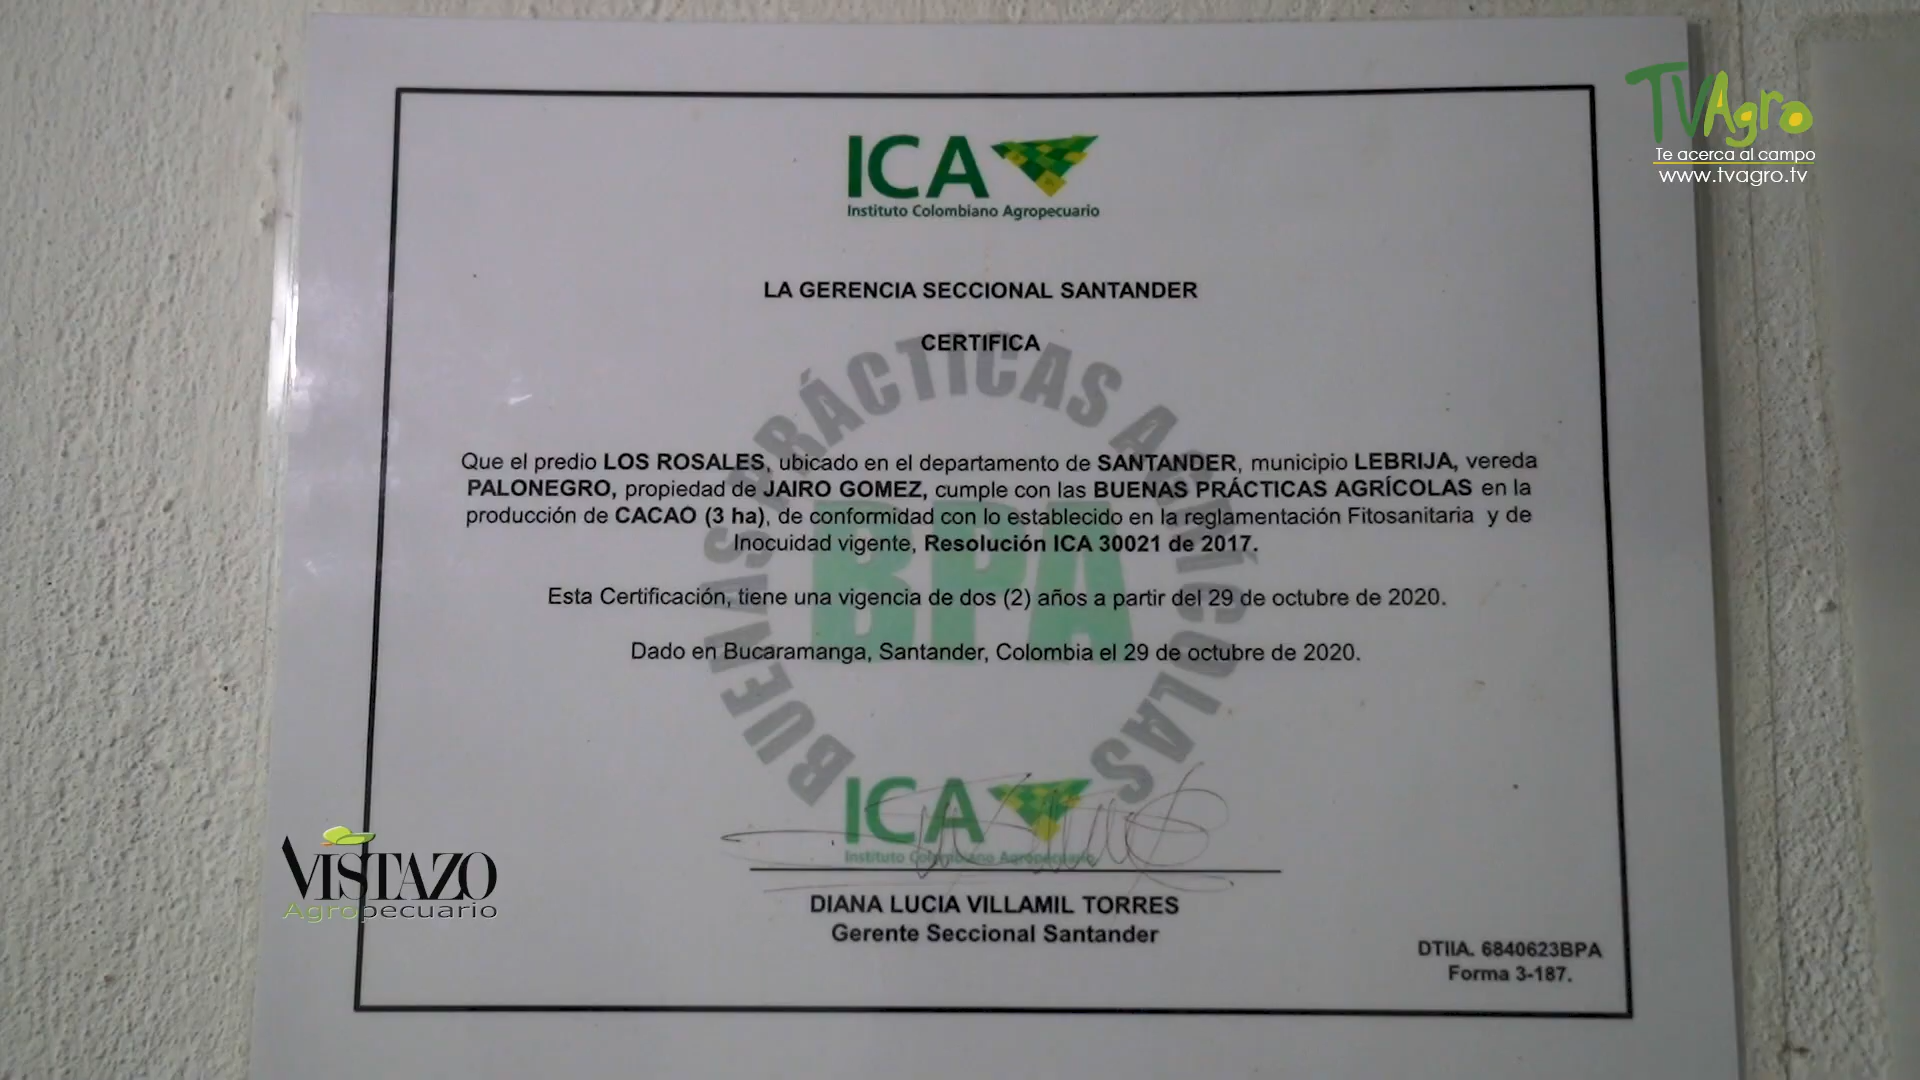 TVAgro
Te acerca al campo
www.tvagro.tv
ICA
Instituto Colombiano Agropecuario
LA GERENCIA SECCIONAL SANTANDER
CERTIFICA
BUENAS PRÁCTICAS AGRÍCOLAS
BPA
Que el predio LOS ROSALES, ubicado en el departamento de SANTANDER, municipio LEBRIJA, vereda
PALONEGRO, propiedad de JAIRO GOMEZ, cumple con las BUENAS PRÁCTICAS AGRÍCOLAS en la
producción de CACAO (3 ha), de conformidad con lo establecido en la reglamentación Fitosanitaria y de
Inocuidad vigente, Resolución ICA 30021 de 2017.
Esta Certificación, tiene una vigencia de dos (2) años a partir del 29 de octubre de 2020.
Dado en Bucaramanga, Santander, Colombia el 29 de octubre de 2020.
ICA
Instituto Colombiano Agropecuario
DIANA LUCIA VILLAMIL TORRES
Gerente Seccional Santander
DTIIA. 6840623BPA
Forma 3-187.
VISTAZO
Agropecuario